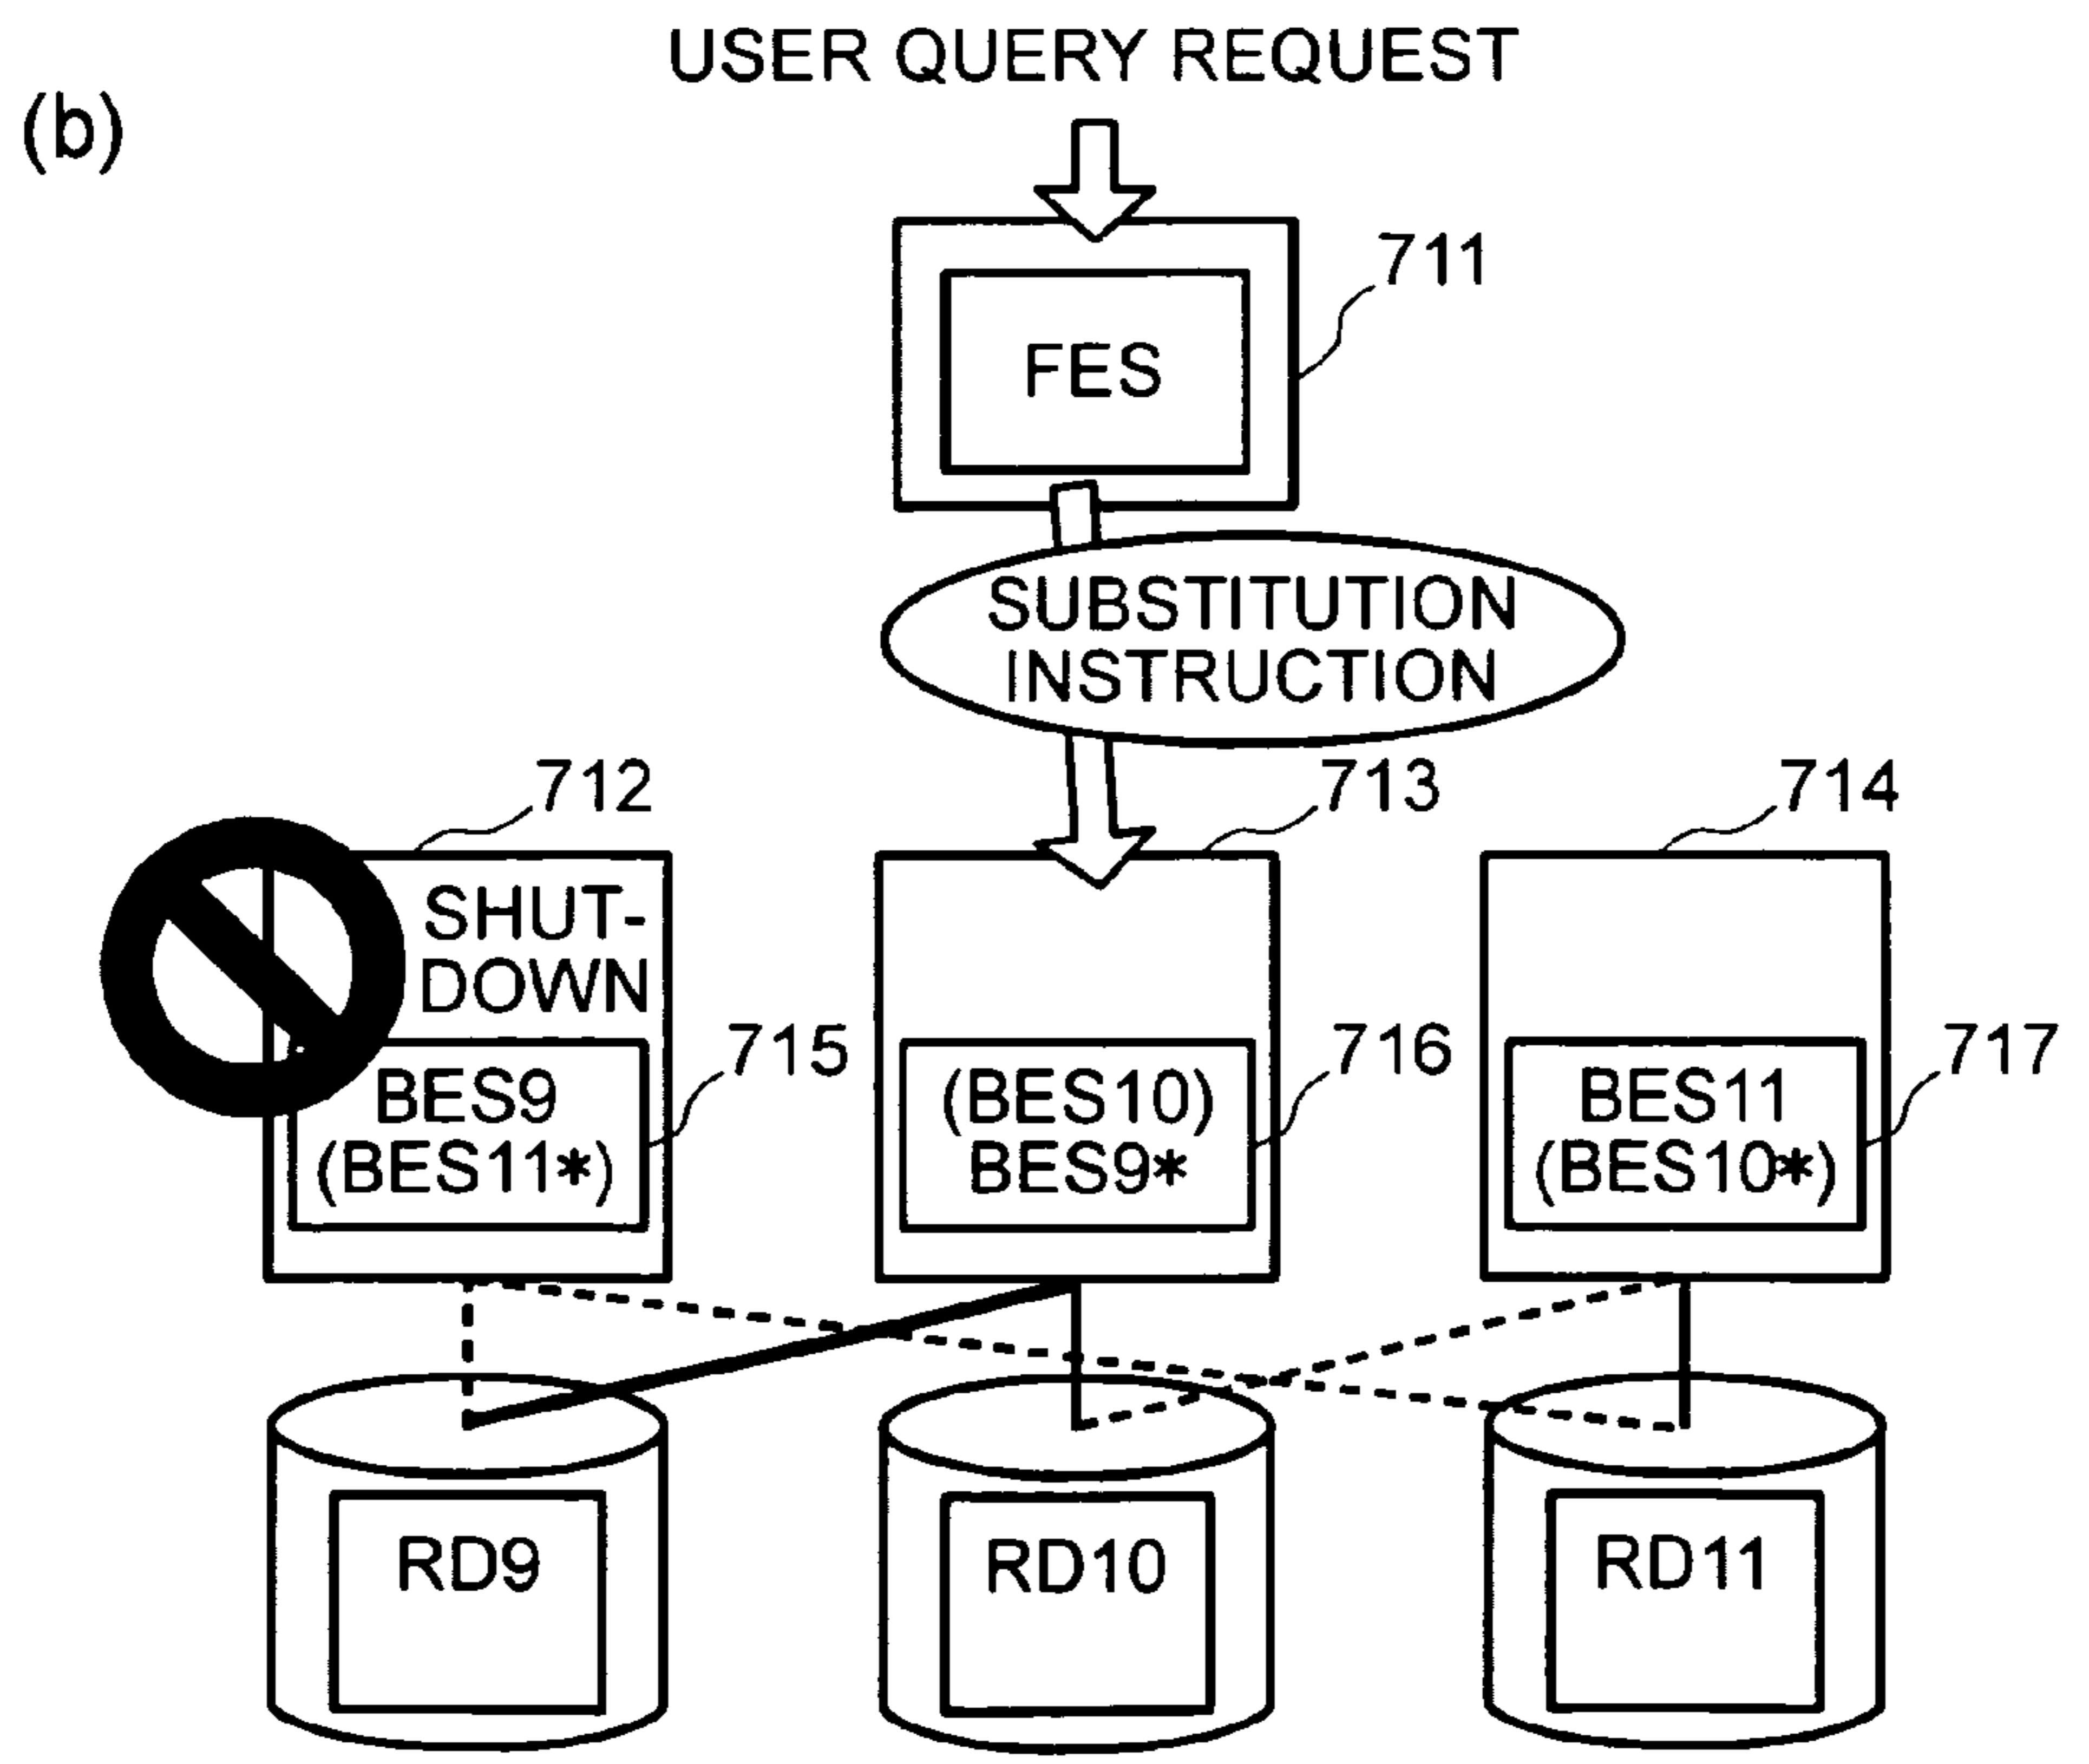 USER QUERY REQUEST
(b)
711
FES
SUBSTITUTION
INSTRUCTION
712
713
714
SHUT-
DOWN
715
716
717
BES9
(BES11*)
(BES10)
BES9*
BES11
(BES10*)
RD9
RD10
RD11